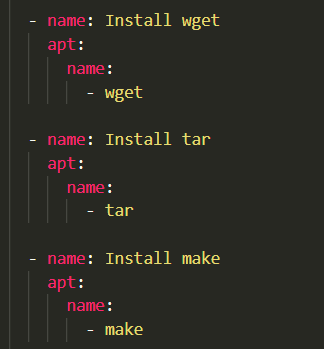 - name: Install wget
  apt:
    name:
      - wget

- name: Install tar
  apt:
    name:
      - tar

- name: Install make
  apt:
    name:
      - make